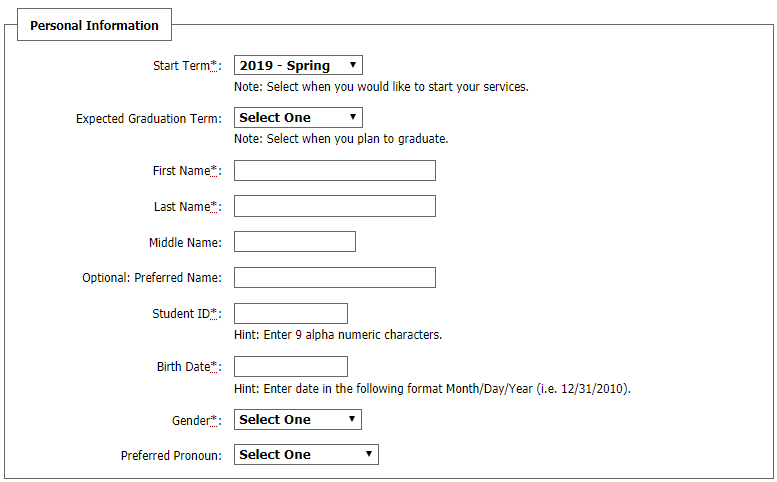 Personal Information
Start Term*: 2019 - Spring
Note: Select when you would like to start your services.
Expected Graduation Term: Select One
Note: Select when you plan to graduate.
First Name*:
Last Name*:
Middle Name:
Optional: Preferred Name:
Student ID*:
Hint: Enter 9 alpha numeric characters.
Birth Date*:
Hint: Enter date in the following format Month/Day/Year (i.e. 12/31/2010).
Gender*: Select One
Preferred Pronoun: Select One